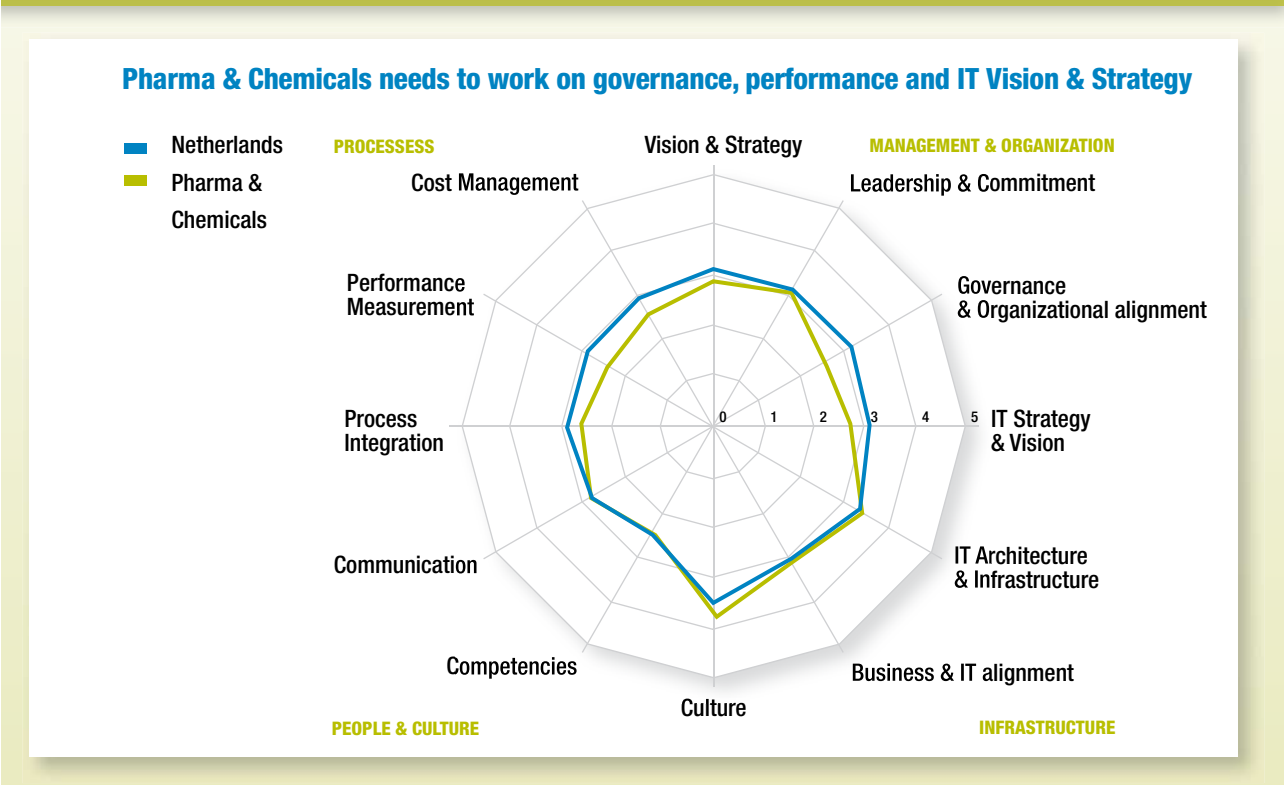 Pharma & Chemicals needs to work on governance, performance and IT Vision & Strategy
Netherlands
Pharma &
Chemicals
PROCESSESS
MANAGEMENT & ORGANIZATION
Vision & Strategy
Cost Management
Leadership & Commitment
Performance
Measurement
Governance
& Organizational alignment
Process
Integration
0 1 2 3 4 5
IT Strategy
& Vision
Communication
IT Architecture
& Infrastructure
Competencies
Business & IT alignment
Culture
PEOPLE & CULTURE
INFRASTRUCTURE